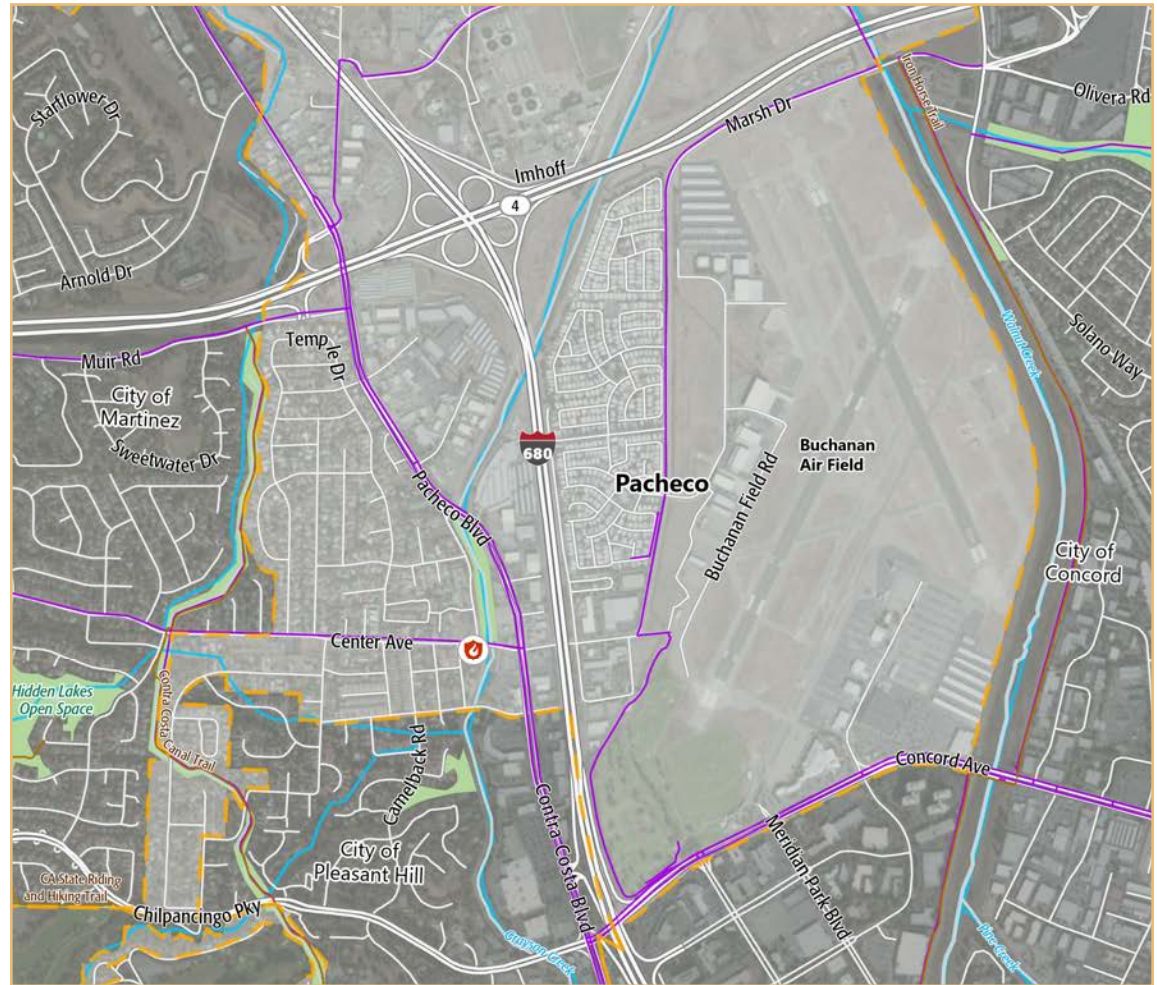 Starflower Dr
Iron Horse Trail
Olivera Rd
Marsh Dr
Imhoff
4
Arnold Dr
Solano Way
Walnut Creek
Muir Rd
Temple Dr
City of
Martinez
Sweetwater Dr
680
Buchanan
Air Field
Pacheco
Pacheco Blvd
Buchanan Field Rd
City of
Concord
Center Ave
Hidden Lakes
Open Space
Contra Costa
Canal Trail
Camelback Rd
Concord Ave
Contra Costa Blvd
Meridian Park Blvd
City of
Pleasant Hill
CA State Riding
and Hiking Trail
Chilpancingo Pky
Grayson Creek
Pine Creek